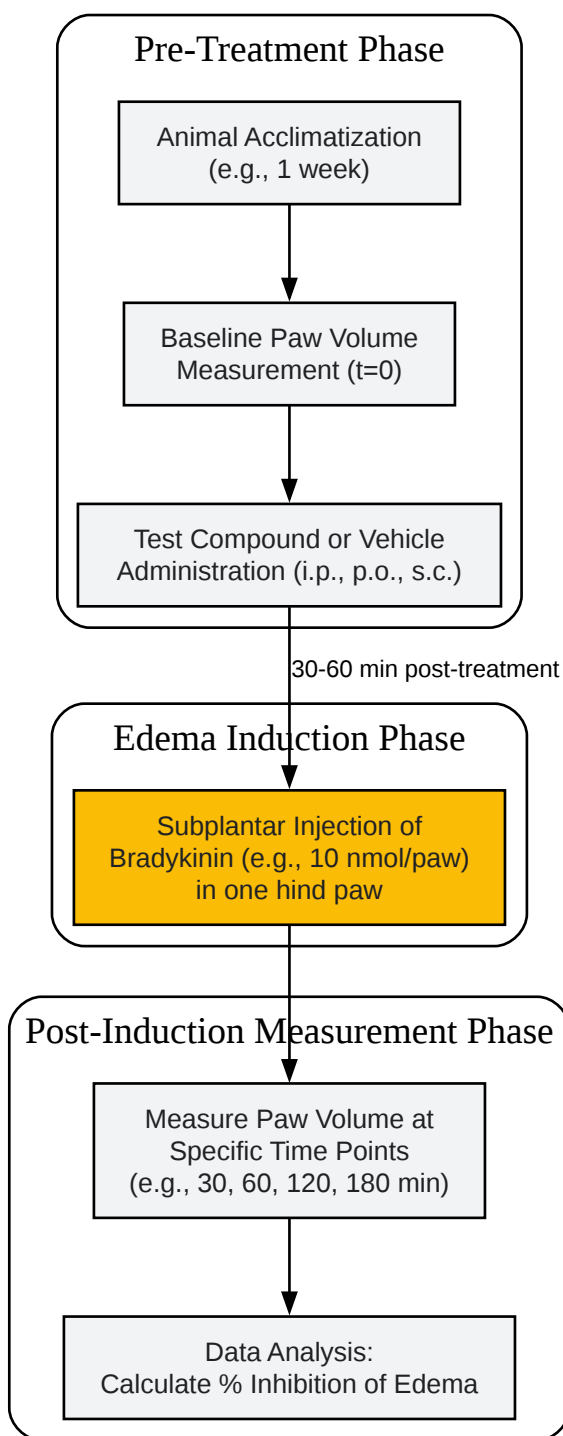 Pre-Treatment Phase
Animal Acclimatization
(e.g., 1 week)
Baseline Paw Volume
Measurement (t=0)
Test Compound or Vehicle
Administration (i.p., p.o., s.c.)
30-60 min post-treatment
Edema Induction Phase
Subplantar Injection of
Bradykinin (e.g., 10 nmol/paw)
in one hind paw
Post-Induction Measurement Phase
Measure Paw Volume at
Specific Time Points
(e.g., 30, 60, 120, 180 min)
Data Analysis:
Calculate % Inhibition of Edema